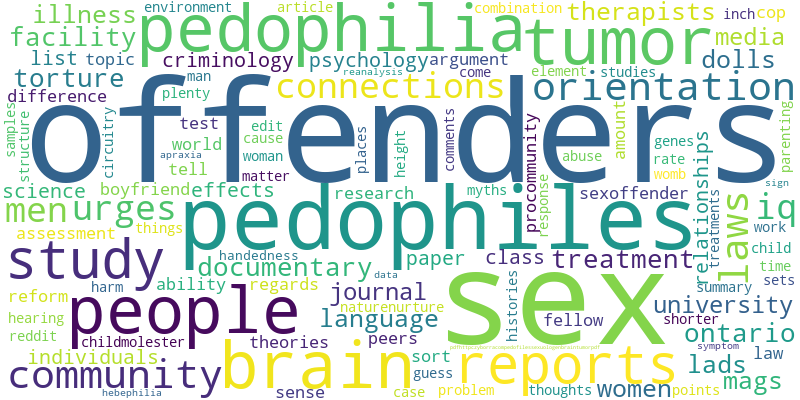 environment article combination inch cop
illness pedophilia tumor therapists
facility media
list topic criminology psychology argument dolls
torture man reanalysis come connections element studies orientation
difference plenty
offenders
samples structure circuitry test edit cause places height comments amount genes parenting
apraxia world woman abuse rate
tell matter womb sign
science boyfriend effects research myths procommunity response sexoffender relationships treatments
men urges pedophiles laws iq
assessment things handedness class treatment work
study ability documentary paper child
harm regards data histories summary time sets
reform people journal sex university
hearing naturenurture fellow shorter
reddit childmolester theories language peers ontario
individuals brain sort reports lads law
community guess thoughts women points mags
hebephilia sense case problem symptom